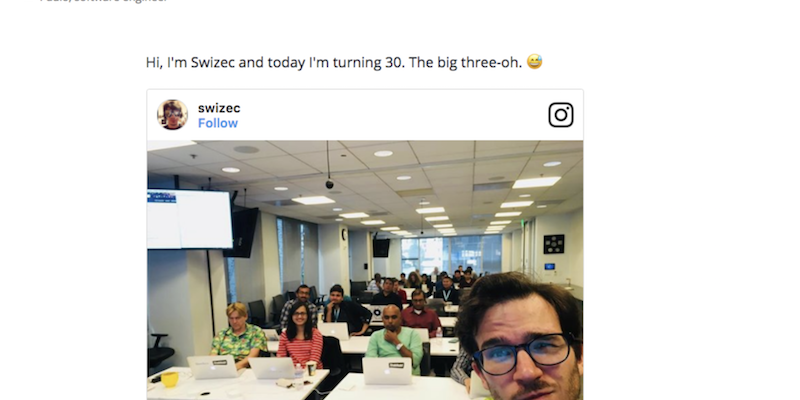 Hi, I'm Swizec and today I'm turning 30. The big three-oh. 😅
swizec
Follow